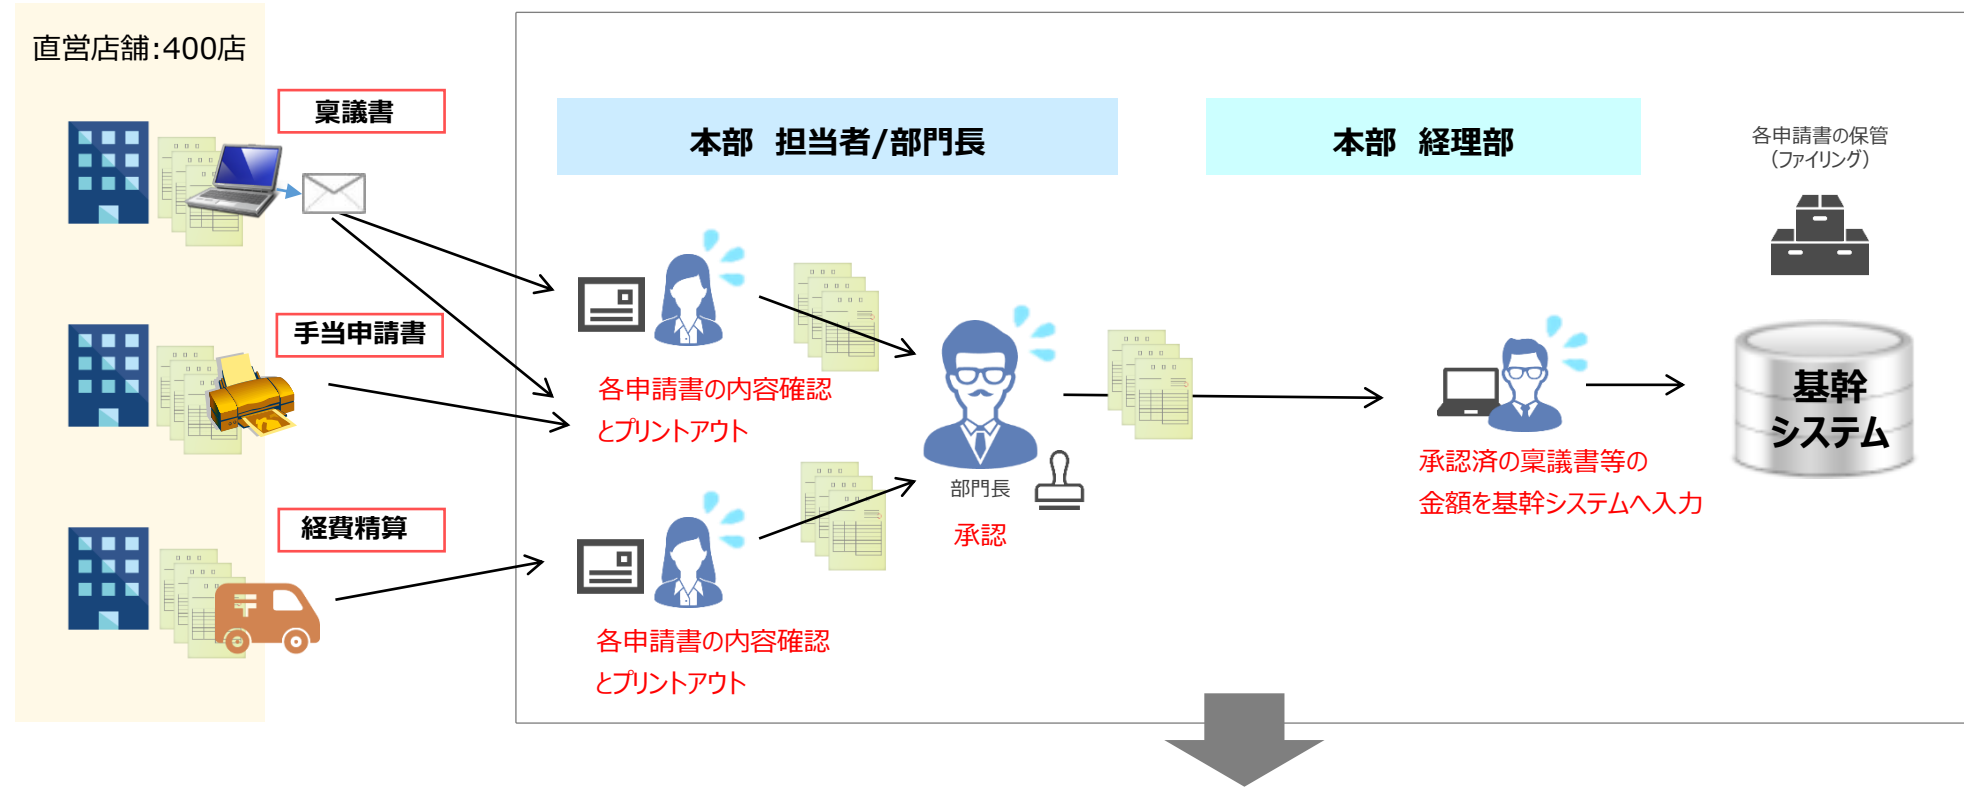 直営店舗:400店
稟議書
手当申請書
経費精算
本部 担当者/部門長
本部 経理部
各申請書の保管
（ファイリング）
各申請書の内容確認
とプリントアウト
部門長
承認
各申請書の内容確認
とプリントアウト
承認済の稟議書等の
金額を基幹システムへ入力
基幹
システム